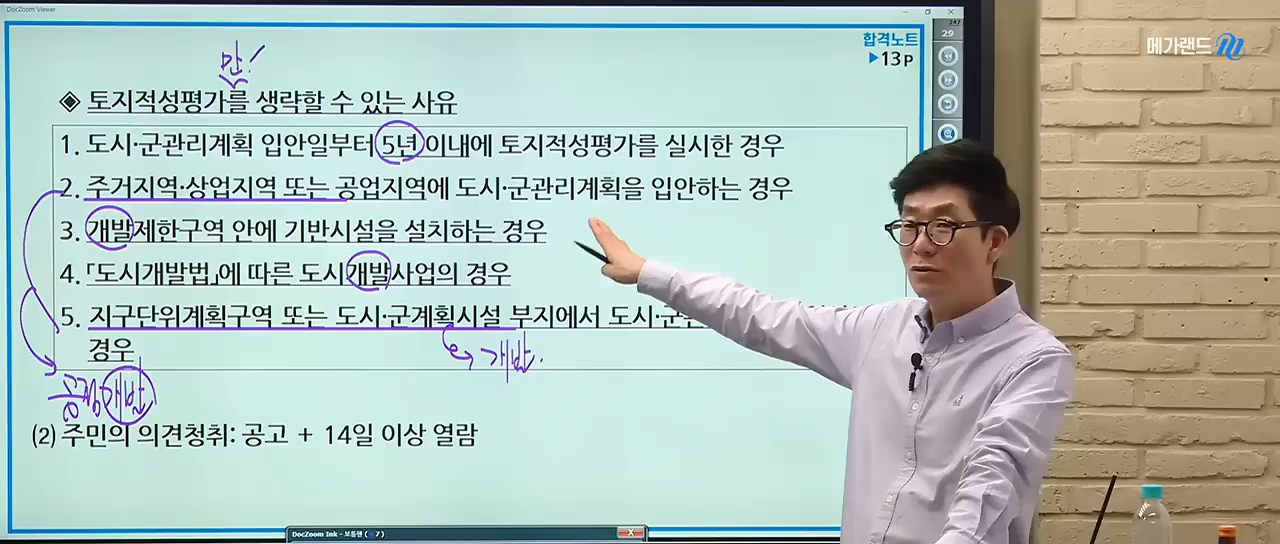 DocZoom Viewer
메가랜드
합격노트
▶13P
247
29
만!
◈ 토지적성평가를 생략할 수 있는 사유
1. 도시·군관리계획 입안일부터 5년 이내에 토지적성평가를 실시한 경우
2. 주거지역·상업지역 또는 공업지역에 도시·군관리계획을 입안하는 경우
3. 개발제한구역 안에 기반시설을 설치하는 경우
4. 「도시개발법」에 따른 도시개발사업의 경우
5. 지구단위계획구역 또는 도시·군계획시설 부지에서 도시·군관
경우
개발.
개발
(2) 주민의 의견청취: 공고 + 14일 이상 열람
DocZoom Ink - 보통펜